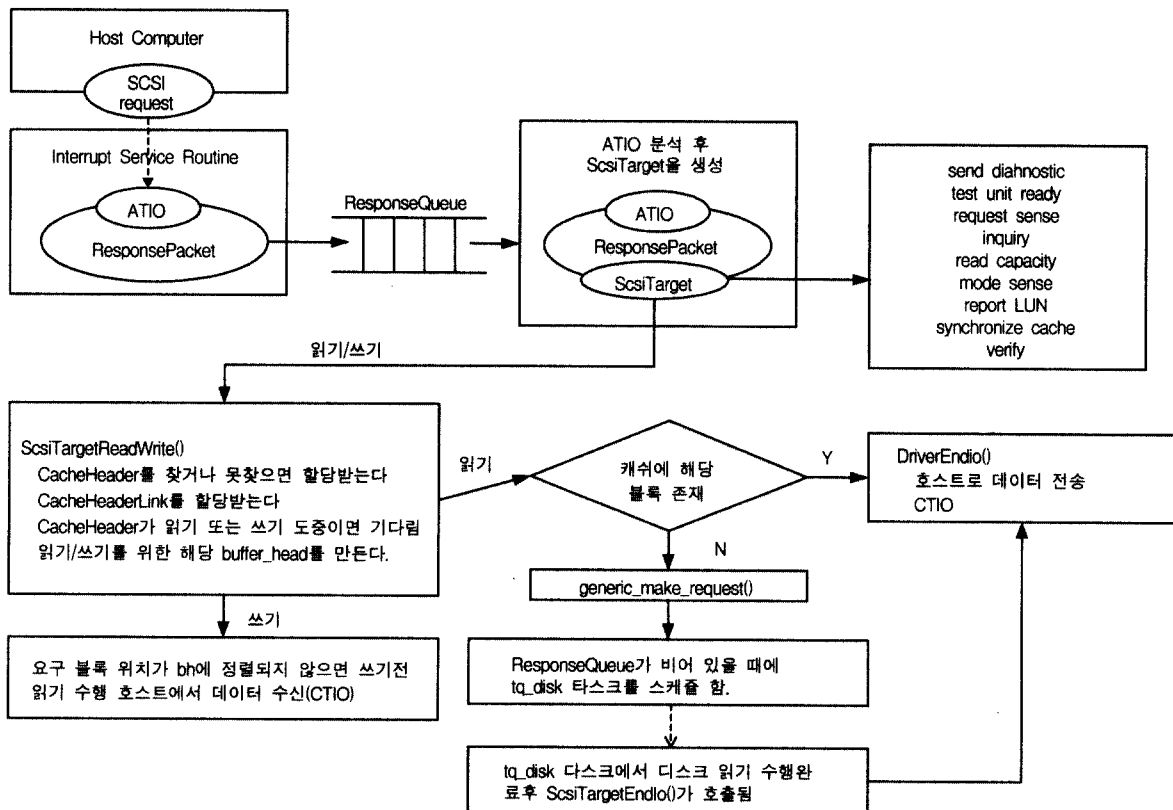 Host Computer
SCSI
request
Interrupt Service Routine
ATIO
ResponsePacket
ResponseQueue
ATIO 분석 후
ScsiTarget을 생성
ATIO
ResponsePacket
ScsiTarget
send diahnostic
test unit ready
request sense
inquiry
read capacity
mode sense
report LUN
synchronize cache
verify
읽기/쓰기
ScsiTargetReadWrite()
CacheHeader를 찾거나 못찾으면 할당받는다
CacheHeaderLink를 할당받는다
CacheHeader가 읽기 또는 쓰기 도중이면 기다림
읽기/쓰기를 위한 해당 buffer_head를 만든다.
읽기
캐쉬에 해당
블록 존재
Y
DriverEndio()
호스트로 데이터 전송
CTIO
N
generic_make_request()
쓰기
요구 블록 위치가 bh에 정렬되지 않으면 쓰기전
읽기 수행 호스트에서 데이터 수신(CTIO)
ResponseQueue가 비어 있을 때에
tq_disk 타스크를 스케쥴 함.
tq_disk 다스크에서 디스크 읽기 수행완
료후 ScsiTargetEndIo()가 호출됨